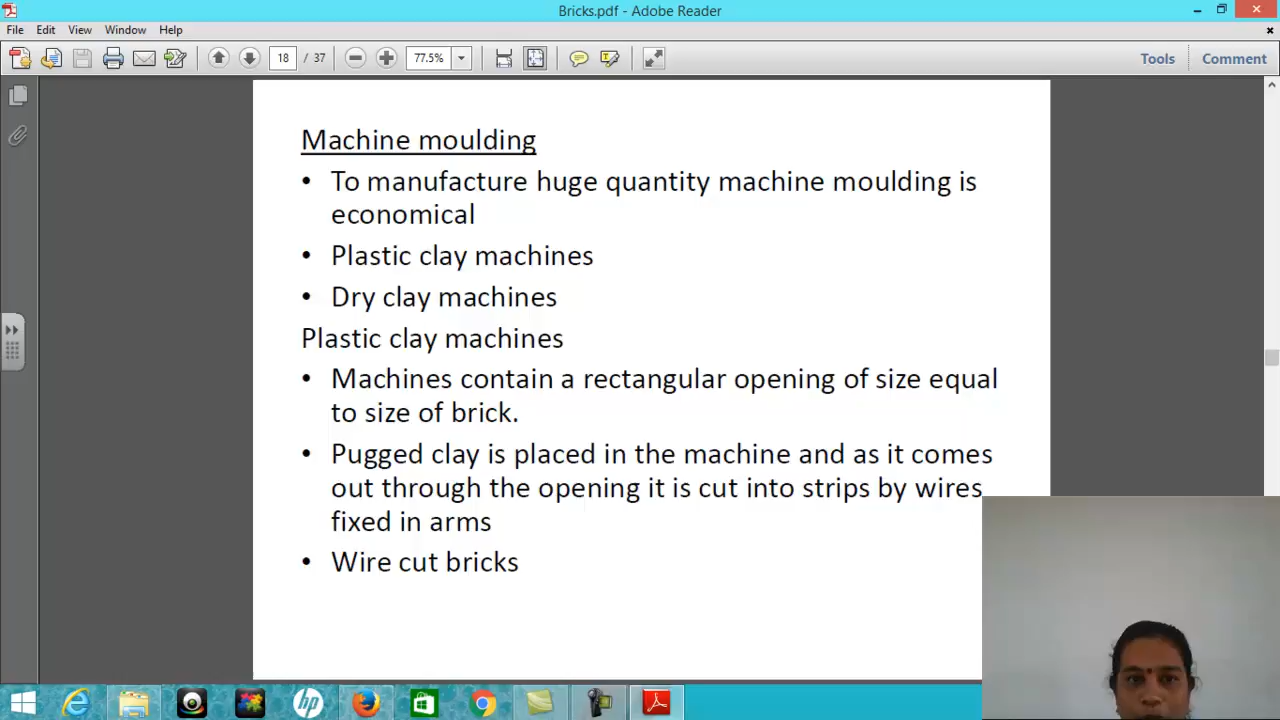 Bricks.pdf - Adobe Reader
File Edit View Window Help
18 / 37 77.5% Tools Comment
Machine moulding
• To manufacture huge quantity machine moulding is
economical
• Plastic clay machines
• Dry clay machines
Plastic clay machines
• Machines contain a rectangular opening of size equal
to size of brick.
• Pugged clay is placed in the machine and as it comes
out through the opening it is cut into strips by wires
fixed in arms
• Wire cut bricks
hp